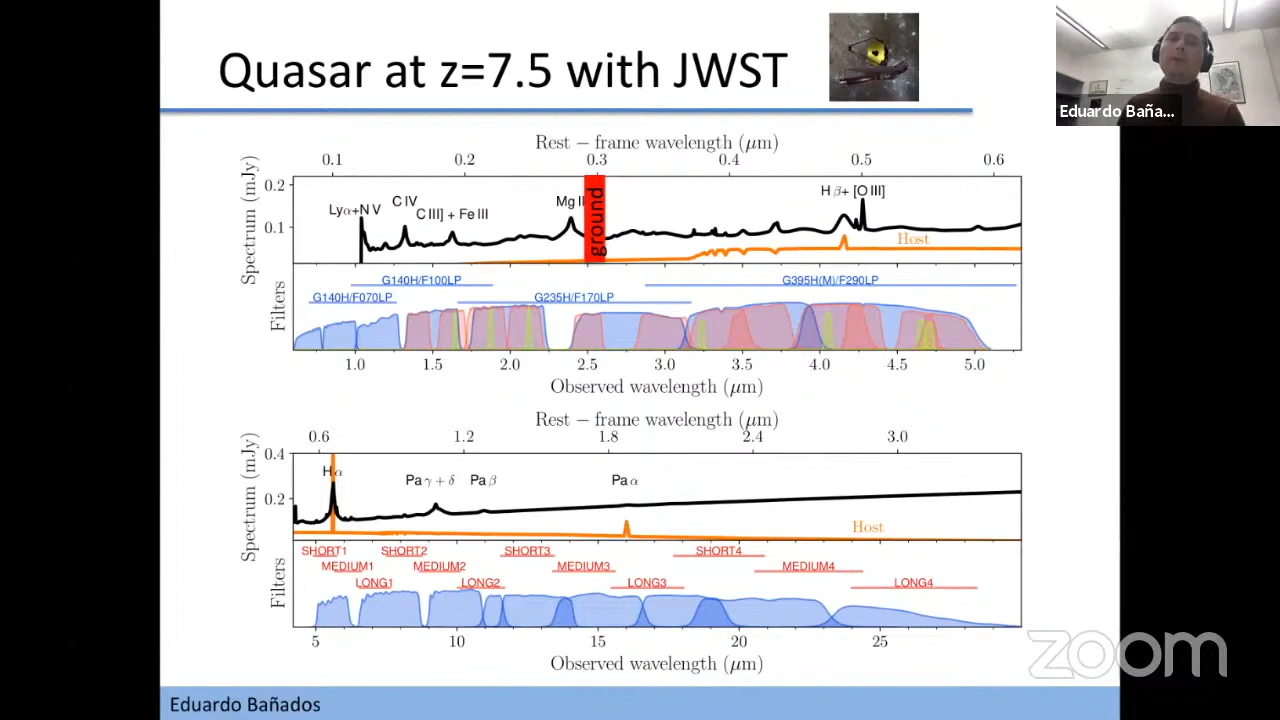 Quasar at z=7.5 with JWST
Eduardo Baña...
Rest − frame wavelength (μm)
0.1 0.2 0.3 0.4 0.5 0.6
Spectrum (mJy)
0.2
0.1
Lyα+N V
C IV
C III] + Fe III
Mg II
ground
H β+ [O III]
Host
Filters
G140H/F100LP
G395H(M)/F290LP
G140H/F070LP
G235H/F170LP
1.0 1.5 2.0 2.5 3.0 3.5 4.0 4.5 5.0
Observed wavelength (μm)
Rest − frame wavelength (μm)
0.6 1.2 1.8 2.4 3.0
Spectrum (mJy)
0.4
0.2
H α
Pa γ + δ
Pa β
Pa α
Host
Filters
SHORT1 SHORT2 SHORT3 SHORT4
MEDIUM1 MEDIUM2 MEDIUM3 MEDIUM4
LONG1 LONG2 LONG3 LONG4
5 10 15 20 25
Observed wavelength (μm)
zoom
Eduardo Bañados